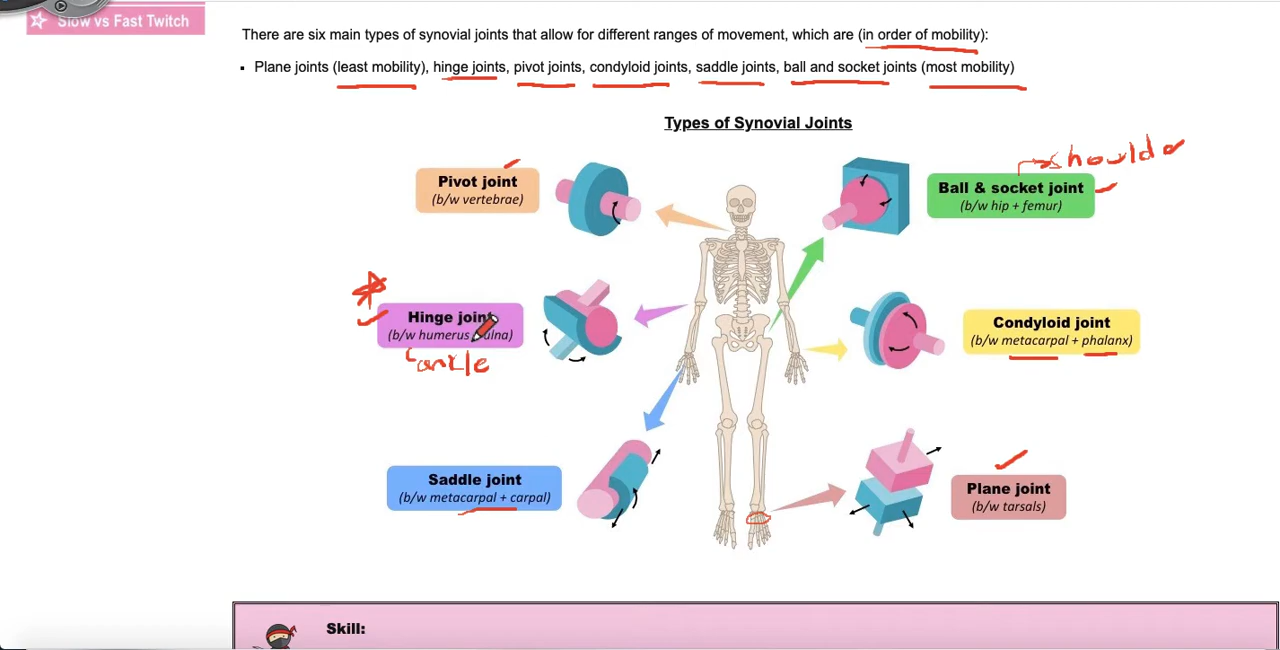 Slow vs Fast Twitch
There are six main types of synovial joints that allow for different ranges of movement, which are (in order of mobility):
▪ Plane joints (least mobility), hinge joints, pivot joints, condyloid joints, saddle joints, ball and socket joints (most mobility)
Types of Synovial Joints
shoulder
Pivot joint
(b/w vertebrae)
Ball & socket joint
(b/w hip + femur)
Hinge joint
(b/w humerus ulna)
ankle
Condyloid joint
(b/w metacarpal + phalanx)
Saddle joint
(b/w metacarpal + carpal)
Plane joint
(b/w tarsals)
Skill: